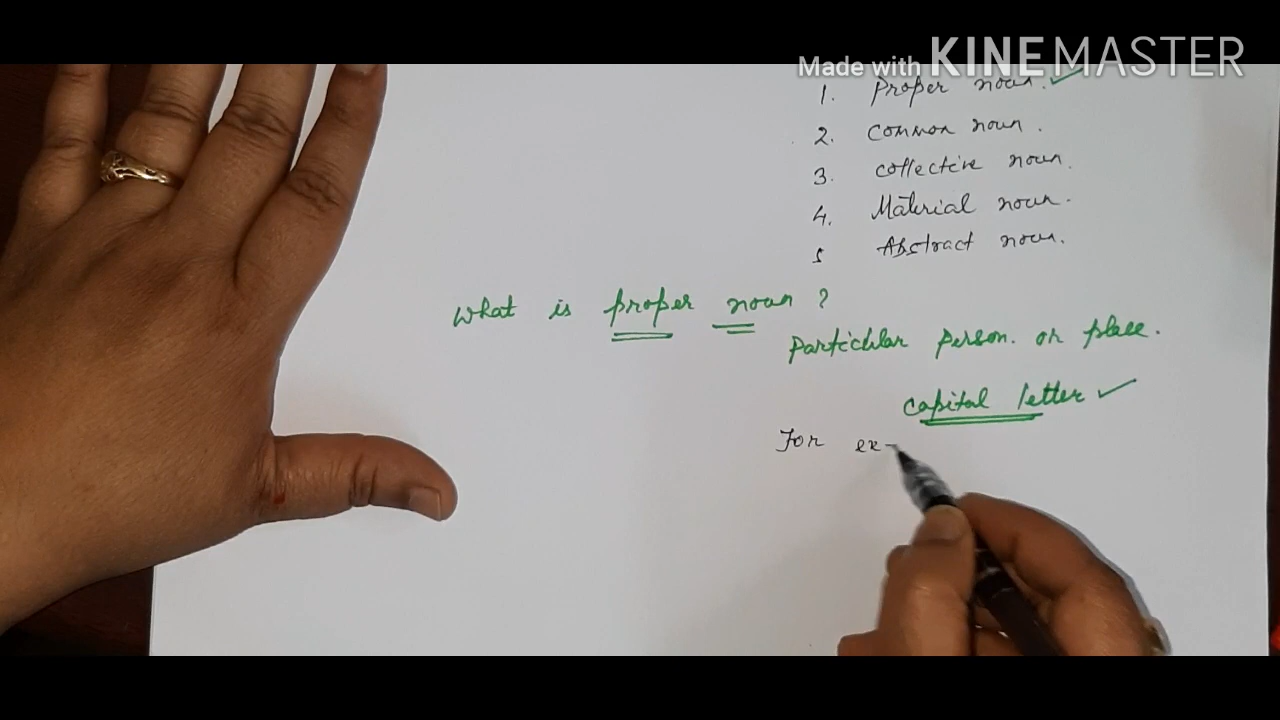 Made with KINEMASTER
1. Proper noun.
2. Common noun.
3. collective noun.
4. Material noun.
5 Abstract noun.
What is proper noun ?
Particular person. or place.
capital letter
For ex